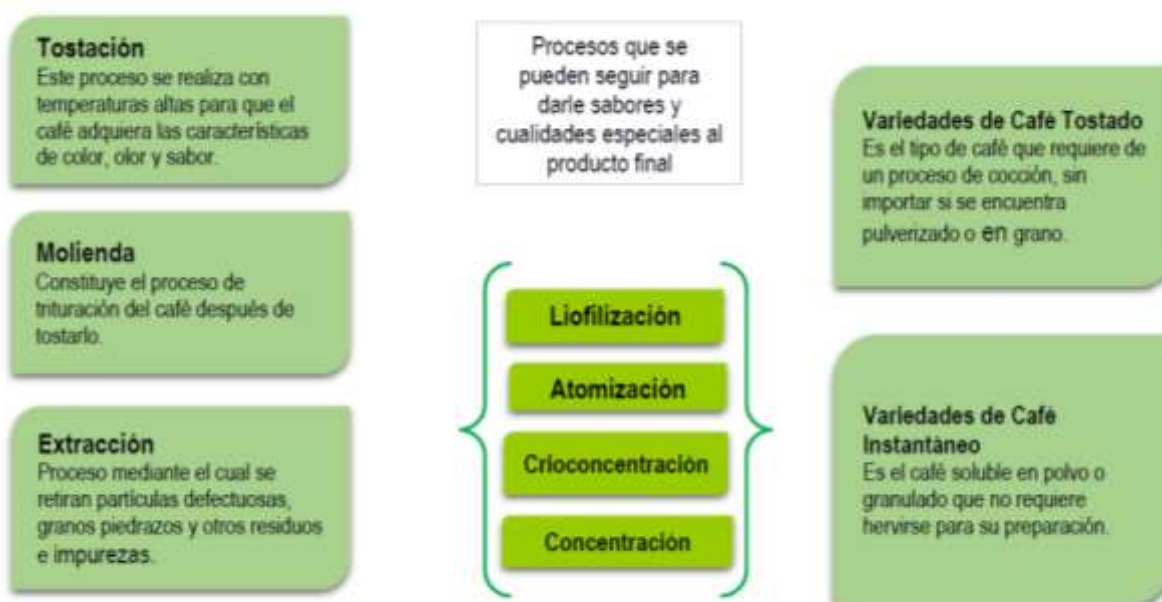 Tostación
Este proceso se realiza con
temperaturas altas para que el
café adquiera las características
de color, olor y sabor.
Molienda
Constituye el proceso de
trituración del café después de
tostarlo.
Extracción
Proceso mediante el cual se
retiran partículas defectuosas,
granos piedrazos y otros residuos
e impurezas.
Procesos que se
pueden seguir para
darle sabores y
cualidades especiales al
producto final
Liofilización
Atomización
Crioconcentración
Concentración
Variedades de Café Tostado
Es el tipo de café que requiere de
un proceso de cocción, sin
importar si se encuentra
pulverizado o en grano.
Variedades de Café
Instantáneo
Es el café soluble en polvo o
granulado que no requiere
hervirse para su preparación.